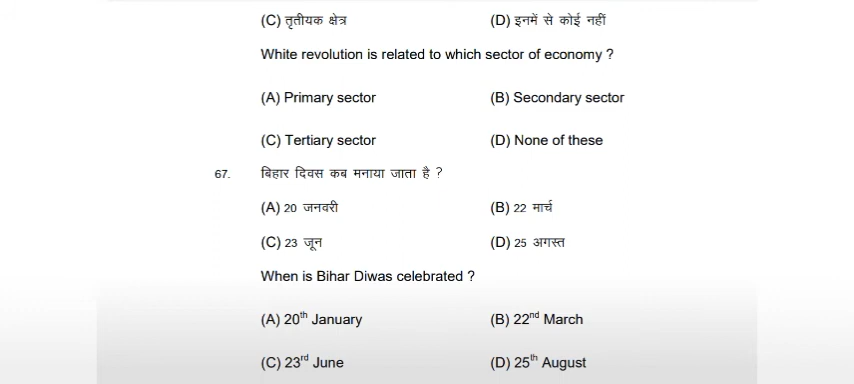 (C) तृतीयक क्षेत्र (D) इनमें से कोई नहीं
White revolution is related to which sector of economy ?
(A) Primary sector (B) Secondary sector
(C) Tertiary sector (D) None of these
67. बिहार दिवस कब मनाया जाता है ?
(A) 20 जनवरी (B) 22 मार्च
(C) 23 जून (D) 25 अगस्त
When is Bihar Diwas celebrated ?
(A) 20th January (B) 22nd March
(C) 23rd June (D) 25th August